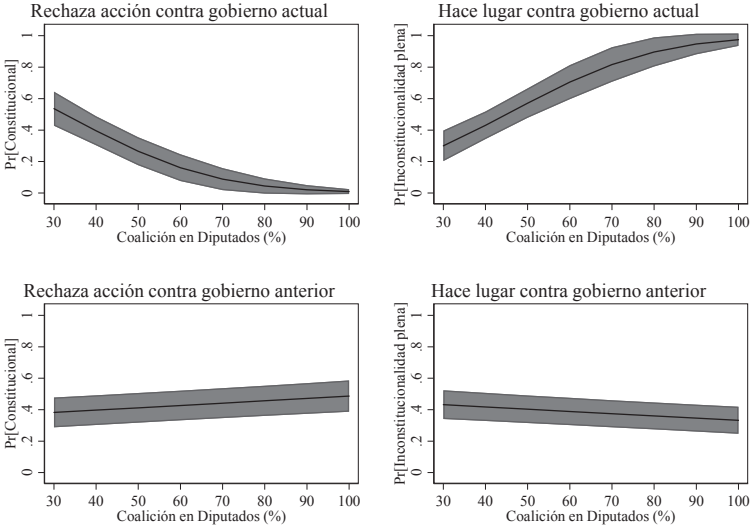 Rechaza acción contra gobierno actual
Pr[Constitucional]
0 .2 .4 .6 .8 1
30 40 50 60 70 80 90 100
Coalición en Diputados (%)
Hace lugar contra gobierno actual
Pr[Inconstitucionalidad plena]
0 .2 .4 .6 .8 1
30 40 50 60 70 80 90 100
Coalición en Diputados (%)
Rechaza acción contra gobierno anterior
Pr[Constitucional]
0 .2 .4 .6 .8 1
30 40 50 60 70 80 90 100
Coalición en Diputados (%)
Hace lugar contra gobierno anterior
Pr[Inconstitucionalidad plena]
0 .2 .4 .6 .8 1
30 40 50 60 70 80 90 100
Coalición en Diputados (%)